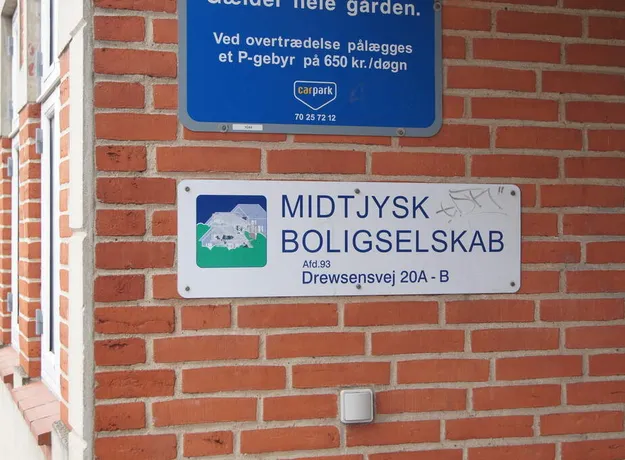 Gælder hele gården.
Ved overtrædelse pålægges
et P-gebyr på 650 kr./døgn
carpark
70 25 72 12
MIDTJYSK
BOLIGSELSKAB
Afd.93
Drewsensvej 20A - B